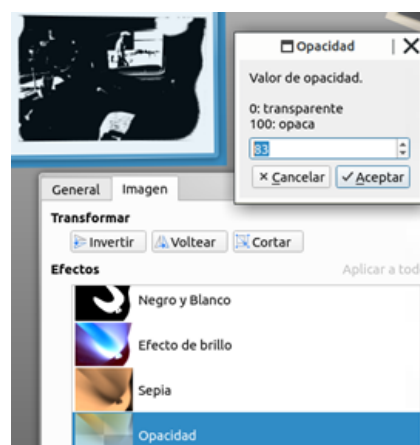 Opacidad
Valor de opacidad.
0: transparente
100: opaca
83
Cancelar Aceptar
General Imagen
Transformar
Invertir Voltear Cortar
Efectos Aplicar a tod
Negro y Blanco
Efecto de brillo
Sepia
Opacidad